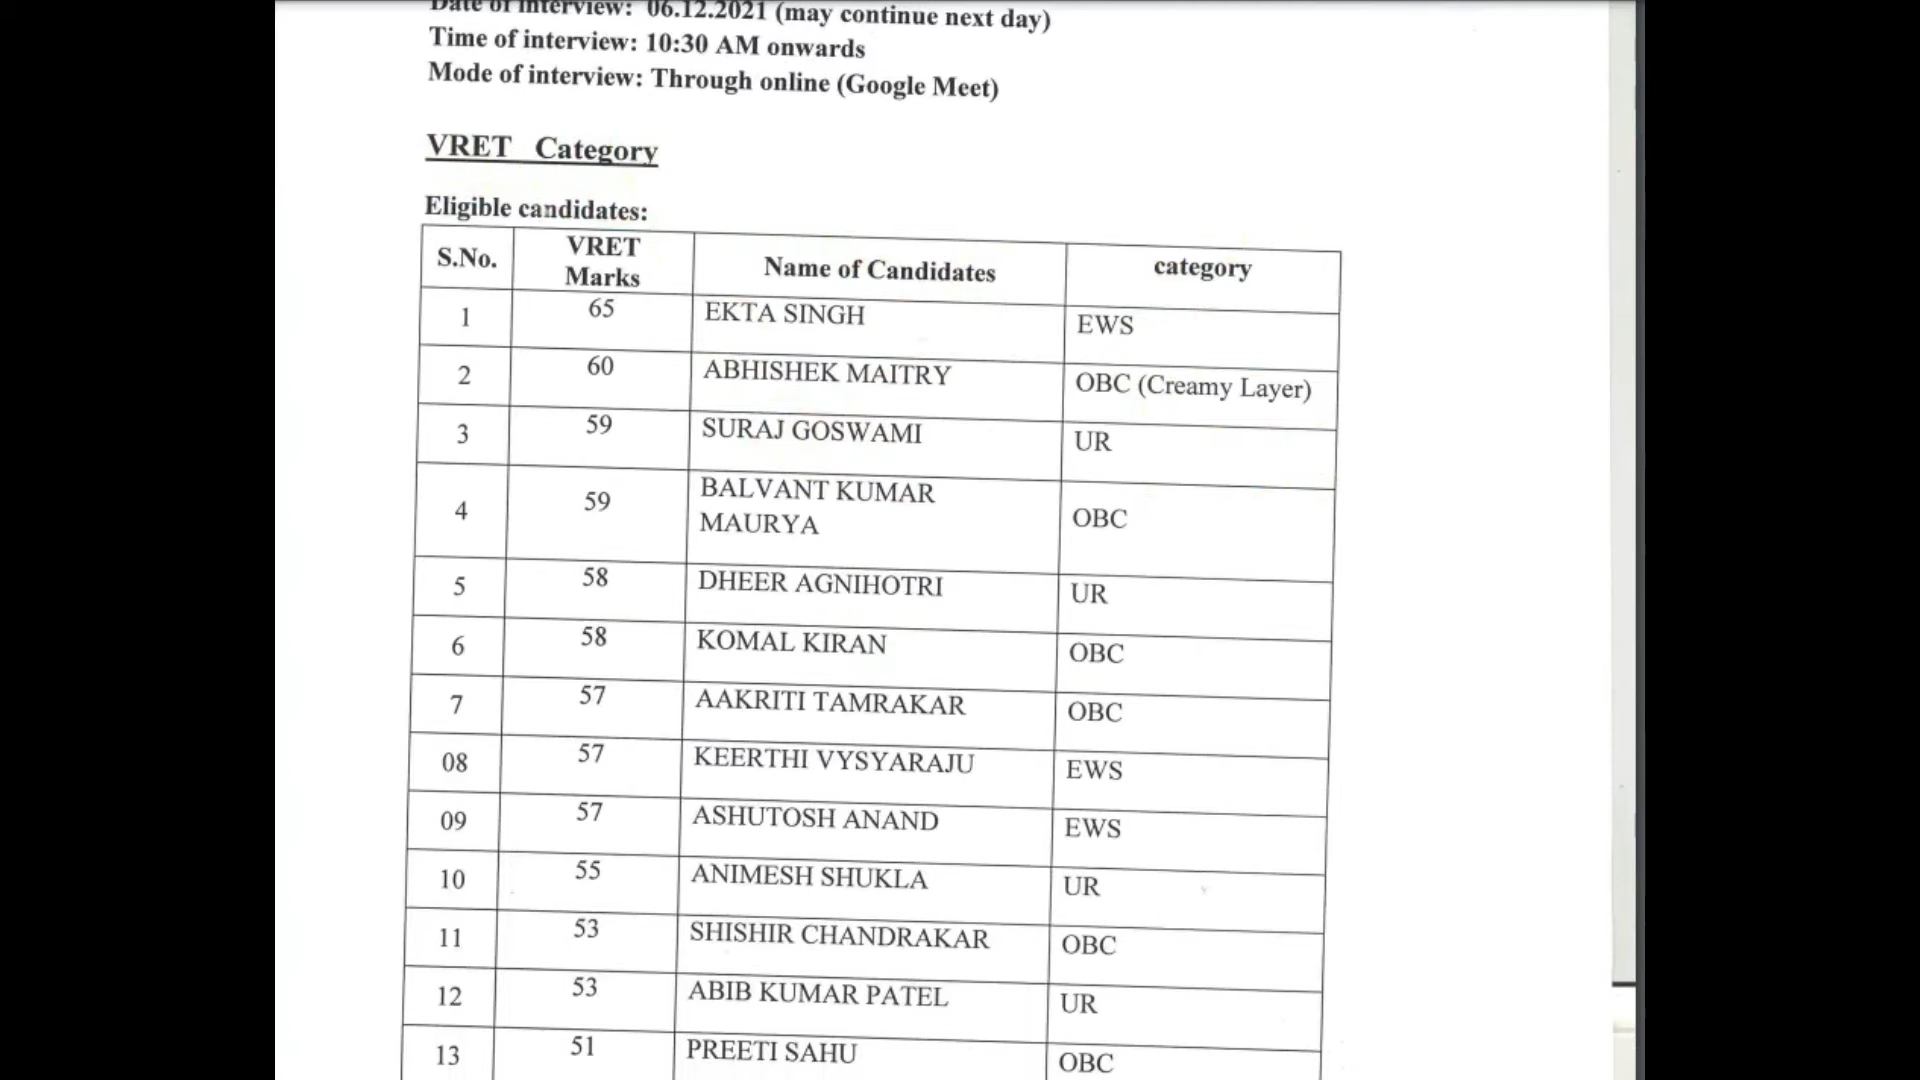 Date of interview: 06.12.2021 (may continue next day)
Time of interview: 10:30 AM onwards
Mode of interview: Through online (Google Meet)
VRET Category
Eligible candidates:
S.No. VRET Marks Name of Candidates category
1 65 EKTA SINGH EWS
2 60 ABHISHEK MAITRY OBC (Creamy Layer)
3 59 SURAJ GOSWAMI UR
4 59 BALVANT KUMAR MAURYA OBC
5 58 DHEER AGNIHOTRI UR
6 58 KOMAL KIRAN OBC
7 57 AAKRITI TAMRAKAR OBC
08 57 KEERTHI VYSYARAJU EWS
09 57 ASHUTOSH ANAND EWS
10 55 ANIMESH SHUKLA UR
11 53 SHISHIR CHANDRAKAR OBC
12 53 ABIB KUMAR PATEL UR
13 51 PREETI SAHU OBC